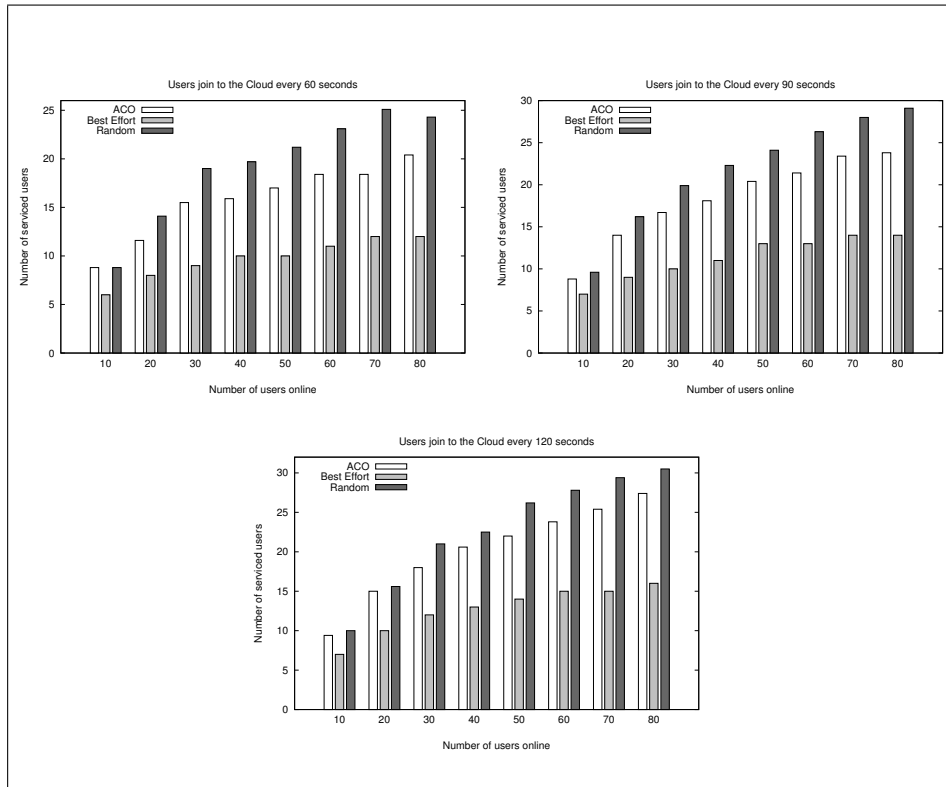 Users join to the Cloud every 60 seconds
ACO
Best Effort
Random
Number of serviced users
25
20
15
10
5
0
10 20 30 40 50 60 70 80
Number of users online
Users join to the Cloud every 90 seconds
ACO
Best Effort
Random
Number of serviced users
30
25
20
15
10
5
0
10 20 30 40 50 60 70 80
Number of users online
Users join to the Cloud every 120 seconds
ACO
Best Effort
Random
Number of serviced users
30
25
20
15
10
5
0
10 20 30 40 50 60 70 80
Number of users online